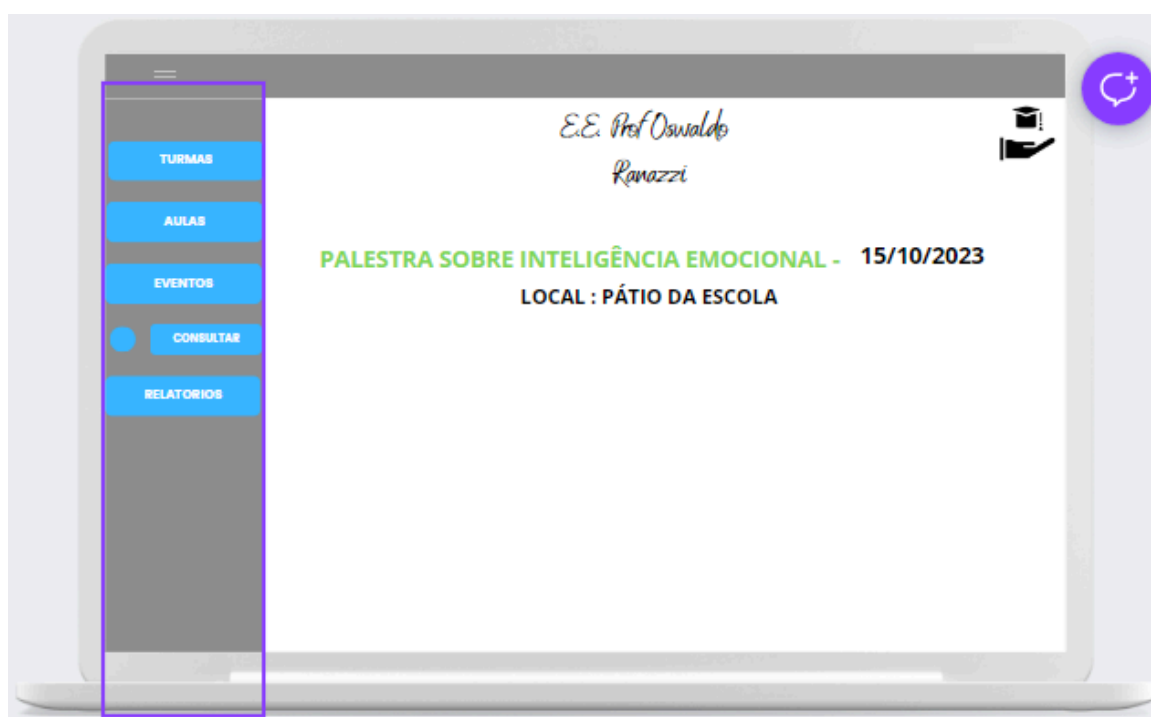 E.E. Prof Oswaldo
Ranazzi
TURMAS
AULAS
EVENTOS
CONSULTAR
RELATORIOS
PALESTRA SOBRE INTELIGÊNCIA EMOCIONAL - 15/10/2023
LOCAL : PÁTIO DA ESCOLA